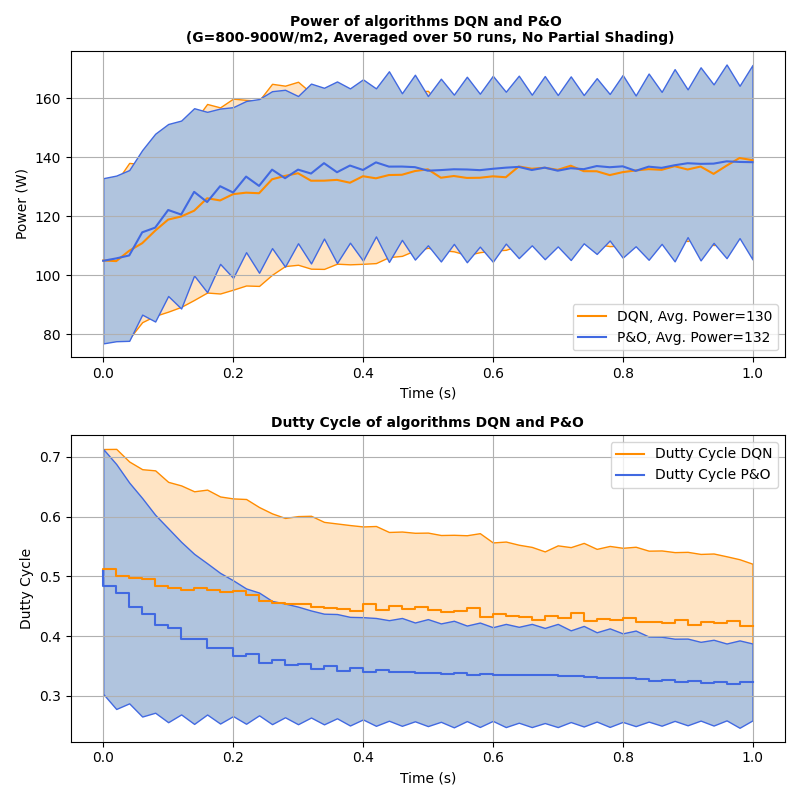 Power of algorithms DQN and P&O
(G=800-900W/m2, Averaged over 50 runs, No Partial Shading)
160
140
120
100
80
Power (W)
DQN, Avg. Power=130
P&O, Avg. Power=132
0.0 0.2 0.4 0.6 0.8 1.0
Time (s)
Dutty Cycle of algorithms DQN and P&O
0.7
0.6
0.5
0.4
0.3
Dutty Cycle
Dutty Cycle DQN
Dutty Cycle P&O
0.0 0.2 0.4 0.6 0.8 1.0
Time (s)